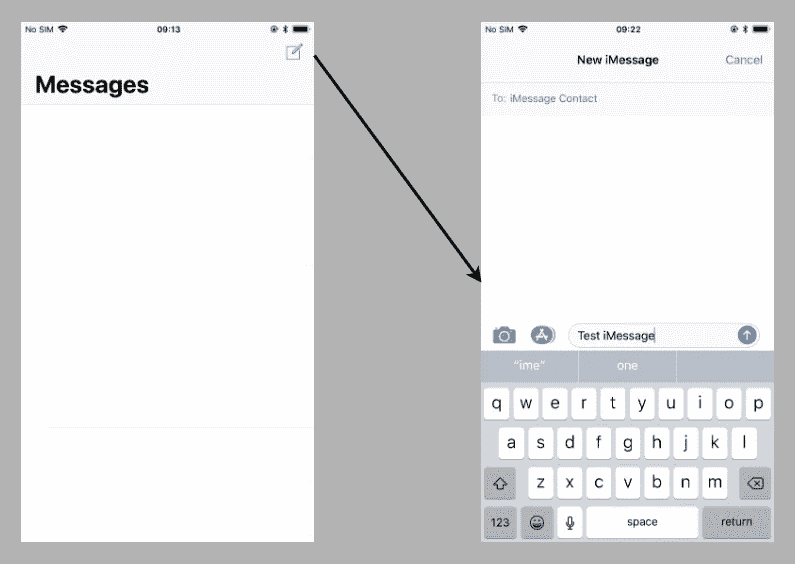 No SIM 09:13
Messages
No SIM 09:22
New iMessage Cancel
To: iMessage Contact
Test iMessage
"ime" one
q w e r t y u i o p
a s d f g h j k l
z x c v b n m
123 space return